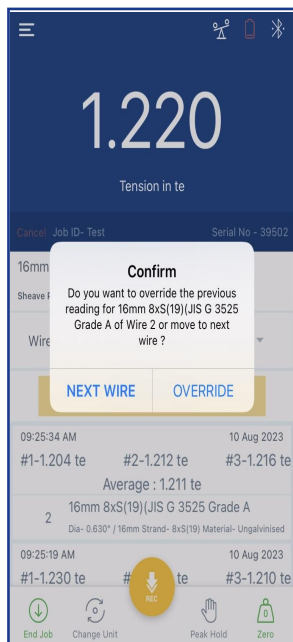 1.220
Tension in te
Cancel Job ID- Test Serial No - 39502
16mm
Sheave
Confirm
Do you want to override the previous
reading for 16mm 8xS(19)(JIS G 3525
Grade A of Wire 2 or move to next
wire ?
Wire
NEXT WIRE OVERRIDE
09:25:34 AM 10 Aug 2023
#1-1.204 te #2-1.212 te #3-1.216 te
Average : 1.211 te
16mm 8xS(19)(JIS G 3525 Grade A
2
Dia- 0.630" / 16mm Strand- 8xS(19) Material- Ungalvinised
09:25:19 AM 10 Aug 2023
#1-1.230 te # te #3-1.210 te
REC
End Job Change Unit Peak Hold Zero